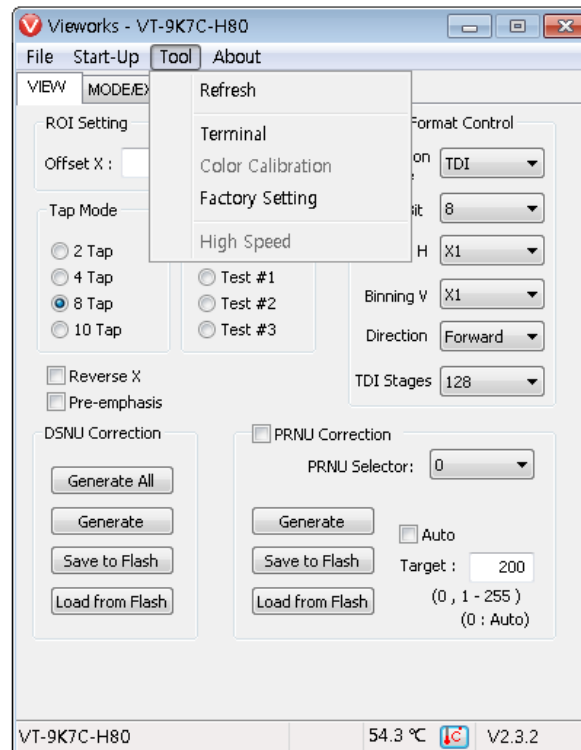 Vieworks - VT-9K7C-H80
File Start-Up Tool About
VIEW MODE/EX
Refresh
Terminal
Color Calibration
Factory Setting
High Speed
ROI Setting
Offset X :
Tap Mode
2 Tap
4 Tap
8 Tap
10 Tap
Test #1
Test #2
Test #3
Format Control
on TDI
Bit 8
H X1
Binning V X1
Direction Forward
TDI Stages 128
Reverse X
Pre-emphasis
DSNU Correction
Generate All
Generate
Save to Flash
Load from Flash
PRNU Correction
PRNU Selector: 0
Generate
Save to Flash
Load from Flash
Auto
Target : 200
(0 , 1 - 255 )
(0 : Auto)
VT-9K7C-H80 54.3 ℃ V2.3.2